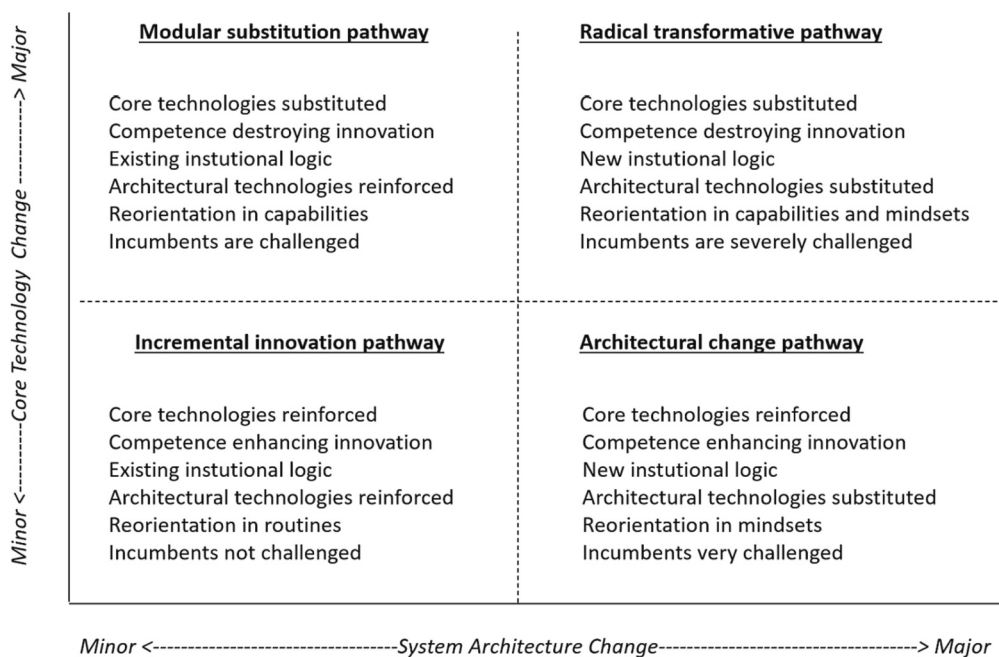 Minor <-------Core Technology Change --------> Major
Modular substitution pathway
Core technologies substituted
Competence destroying innovation
Existing instutional logic
Architectural technologies reinforced
Reorientation in capabilities
Incumbents are challenged
Radical transformative pathway
Core technologies substituted
Competence destroying innovation
New instutional logic
Architectural technologies substituted
Reorientation in capabilities and mindsets
Incumbents are severely challenged
Incremental innovation pathway
Core technologies reinforced
Competence enhancing innovation
Existing instutional logic
Architectural technologies reinforced
Reorientation in routines
Incumbents not challenged
Architectural change pathway
Core technologies reinforced
Competence enhancing innovation
New instutional logic
Architectural technologies substituted
Reorientation in mindsets
Incumbents very challenged
Minor <-----------------------------------System Architecture Change-------------------------------------> Major